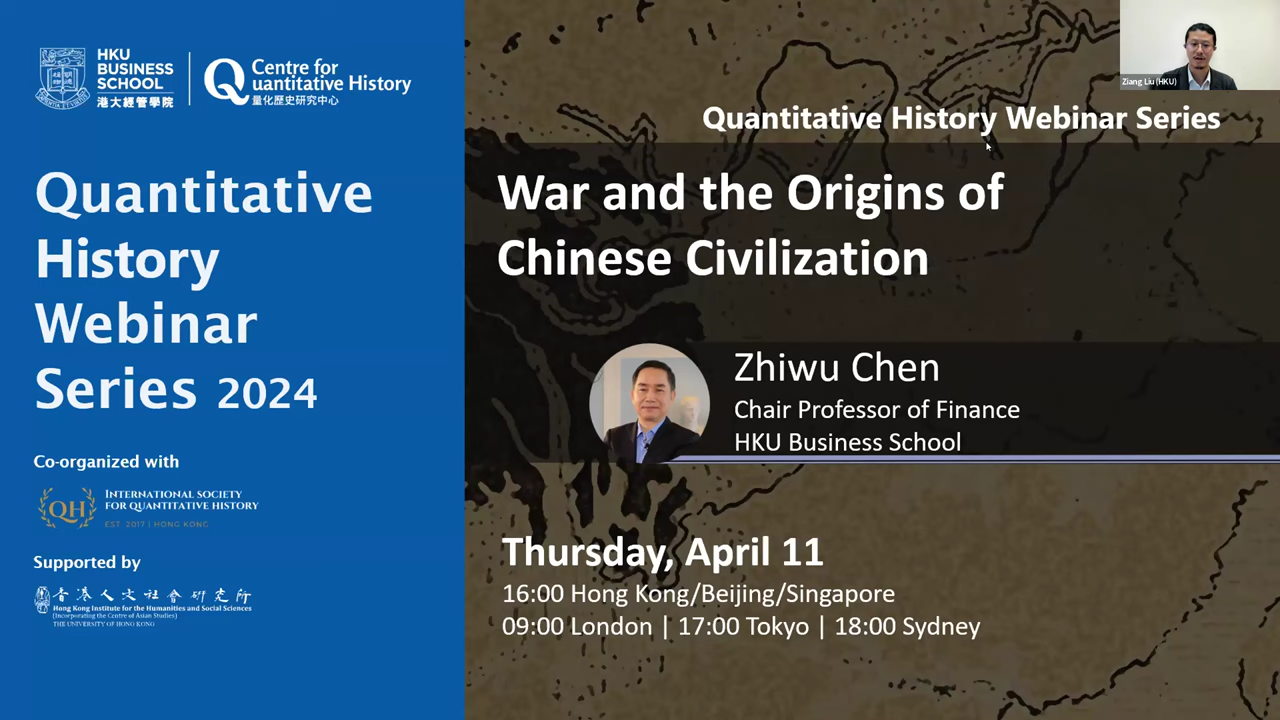 HKU
BUSINESS
SCHOOL
港大經管學院
Centre for
Quantitative History
量化歷史研究中心
Quantitative
History
Webinar
Series 2024
Co-organized with
QH
INTERNATIONAL SOCIETY
FOR QUANTITATIVE HISTORY
EST. 2017 | HONG KONG
Supported by
香港人文社會研究所
Hong Kong Institute for the Humanities and Social Sciences
(Incorporating the Centre of Asian Studies)
THE UNIVERSITY OF HONG KONG
Ziang Liu (HKU)
Quantitative History Webinar Series
War and the Origins of
Chinese Civilization
Zhiwu Chen
Chair Professor of Finance
HKU Business School
Thursday, April 11
16:00 Hong Kong/Beijing/Singapore
09:00 London | 17:00 Tokyo | 18:00 Sydney